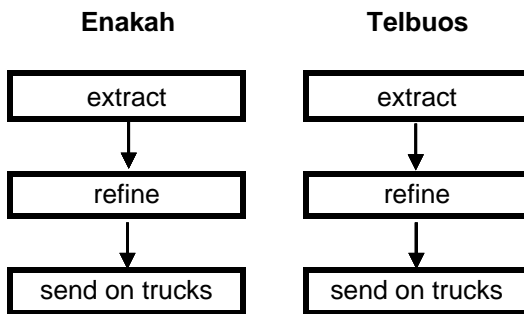 Enakah
extract
refine
send on trucks
Telbuos
extract
refine
send on trucks